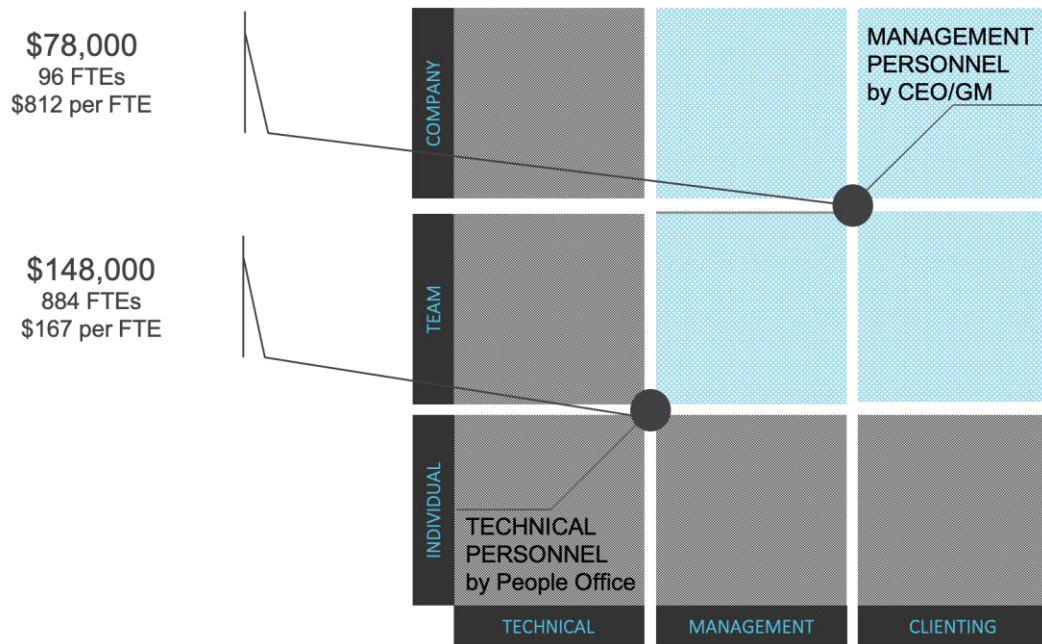 $78,000
96 FTEs
$812 per FTE
$148,000
884 FTEs
$167 per FTE
COMPANY
TEAM
INDIVIDUAL
MANAGEMENT
PERSONNEL
by CEO/GM
TECHNICAL
PERSONNEL
by People Office
TECHNICAL
MANAGEMENT
CLIENTING